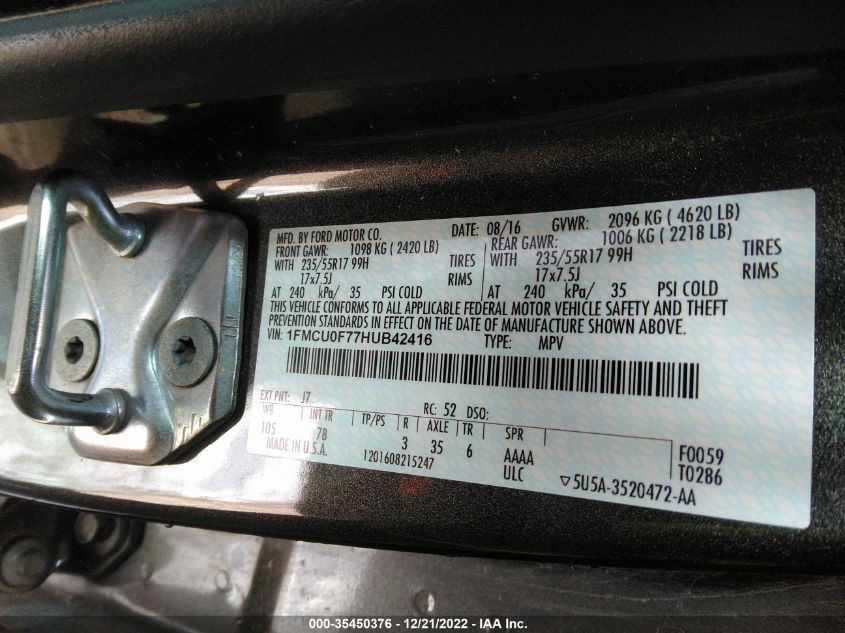 MFD. BY FORD MOTOR CO. DATE: 08/16 GVWR: 2096 KG ( 4620 LB)
FRONT GAWR: 1098 KG ( 2420 LB) REAR GAWR: 1006 KG ( 2218 LB)
WITH 235/55R17 99H TIRES WITH 235/55R17 99H TIRES
17x7.5J RIMS 17x7.5J RIMS
AT 240 kPa/ 35 PSI COLD AT 240 kPa/ 35 PSI COLD
THIS VEHICLE CONFORMS TO ALL APPLICABLE FEDERAL MOTOR VEHICLE SAFETY AND THEFT
PREVENTION STANDARDS IN EFFECT ON THE DATE OF MANUFACTURE SHOWN ABOVE.
VIN: 1FMCU0F77HUB42416 TYPE: MPV
EXT PNT: J7 RC: 52 DSO:
WB INT TR TP/PS R AXLE TR SPR
105 7B 3 35 6 AAAA F0059
MADE IN U.S.A. 1201608215247 ULC T0286
▽5U5A-3520472-AA
000-35450376 - 12/21/2022 - IAA Inc.